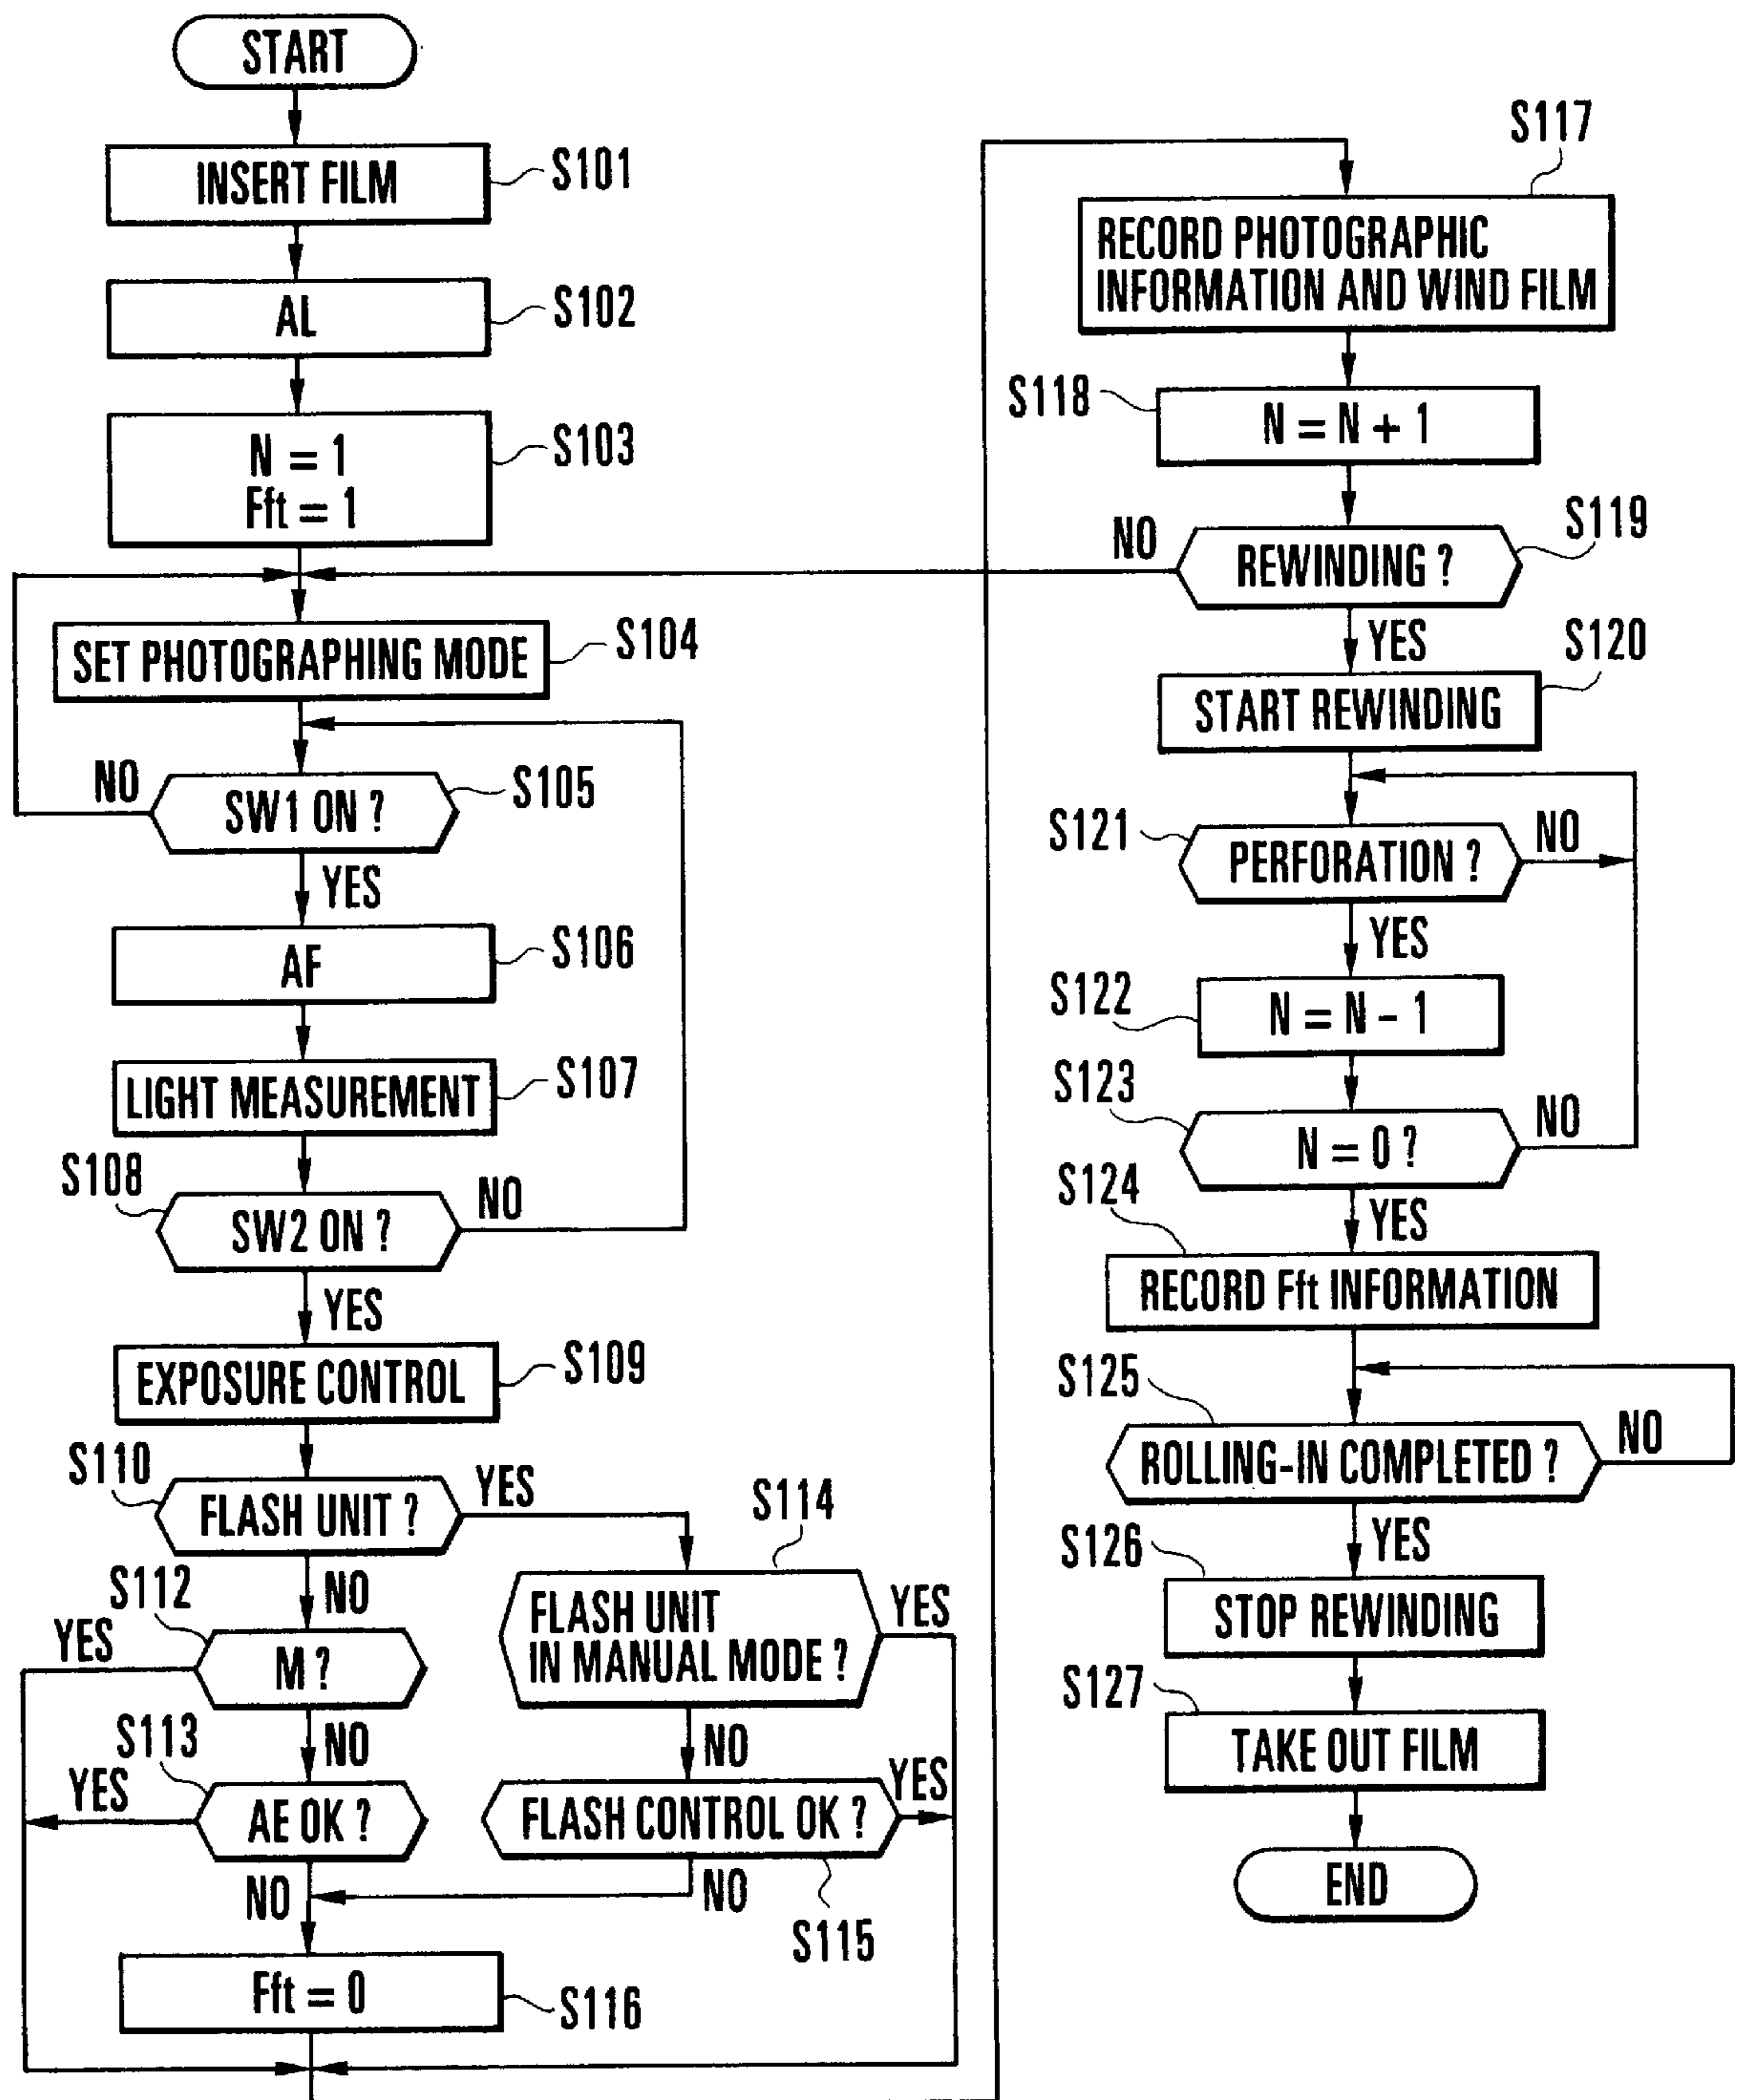 START
INSERT FILM
S101
AL
S102
N = 1
Fft = 1
S103
SET PHOTOGRAPHING MODE
S104
SW1 ON ?
S105
NO
YES
AF
S106
LIGHT MEASUREMENT
S107
S108
SW2 ON ?
NO
YES
EXPOSURE CONTROL
S109
S110
FLASH UNIT ?
YES
NO
S112
M ?
YES
NO
S113
AE OK ?
YES
NO
S114
FLASH UNIT
IN MANUAL MODE ?
YES
NO
FLASH CONTROL OK ?
YES
NO
S115
Fft = 0
S116
S117
RECORD PHOTOGRAPHIC
INFORMATION AND WIND FILM
S118
N = N + 1
S119
REWINDING ?
NO
YES
S120
START REWINDING
S121
PERFORATION ?
NO
YES
S122
N = N - 1
S123
N = 0 ?
NO
YES
S124
RECORD Fft INFORMATION
S125
ROLLING-IN COMPLETED ?
NO
YES
S126
STOP REWINDING
S127
TAKE OUT FILM
END